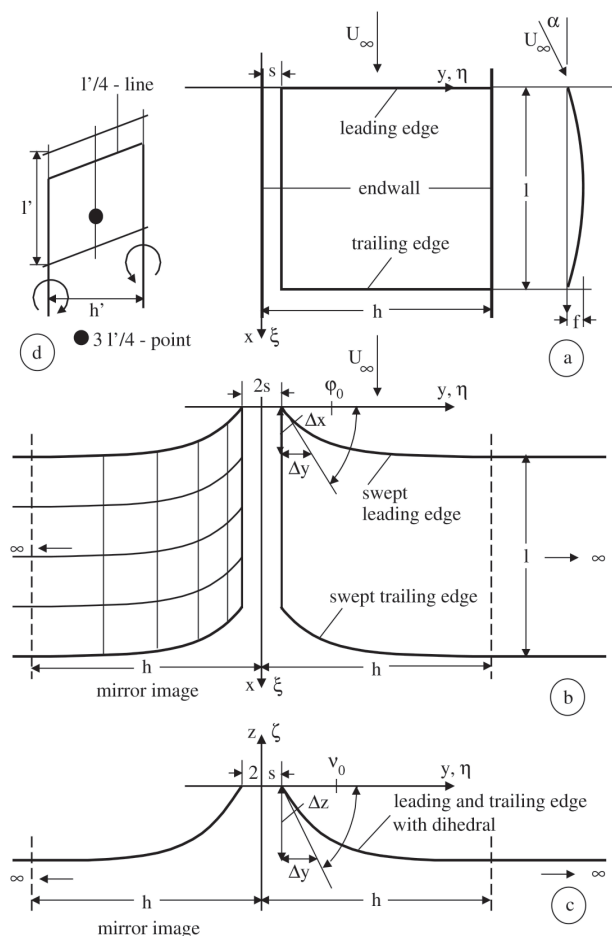 U∞
α
U∞
s
y, η
l'/4 - line
leading edge
l'
endwall
l
trailing edge
h'
h
f
d
● 3 l'/4 - point
x ξ
a
U∞
2s
φ₀
y, η
Δx
Δy
swept
leading edge
l
∞
∞
swept trailing edge
h
h
mirror image
x ξ
b
z ζ
2 s
ν₀
y, η
Δz
leading and trailing edge
with dihedral
Δy
∞
∞
h
h
c
mirror image